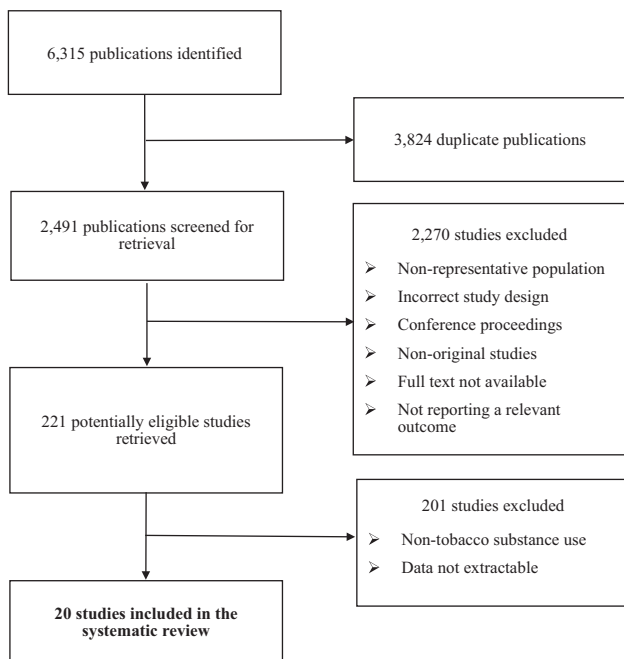 6,315 publications identified
3,824 duplicate publications
2,491 publications screened for
retrieval
2,270 studies excluded
➢ Non-representative population
➢ Incorrect study design
➢ Conference proceedings
➢ Non-original studies
➢ Full text not available
➢ Not reporting a relevant
outcome
221 potentially eligible studies
retrieved
201 studies excluded
➢ Non-tobacco substance use
➢ Data not extractable
20 studies included in the
systematic review